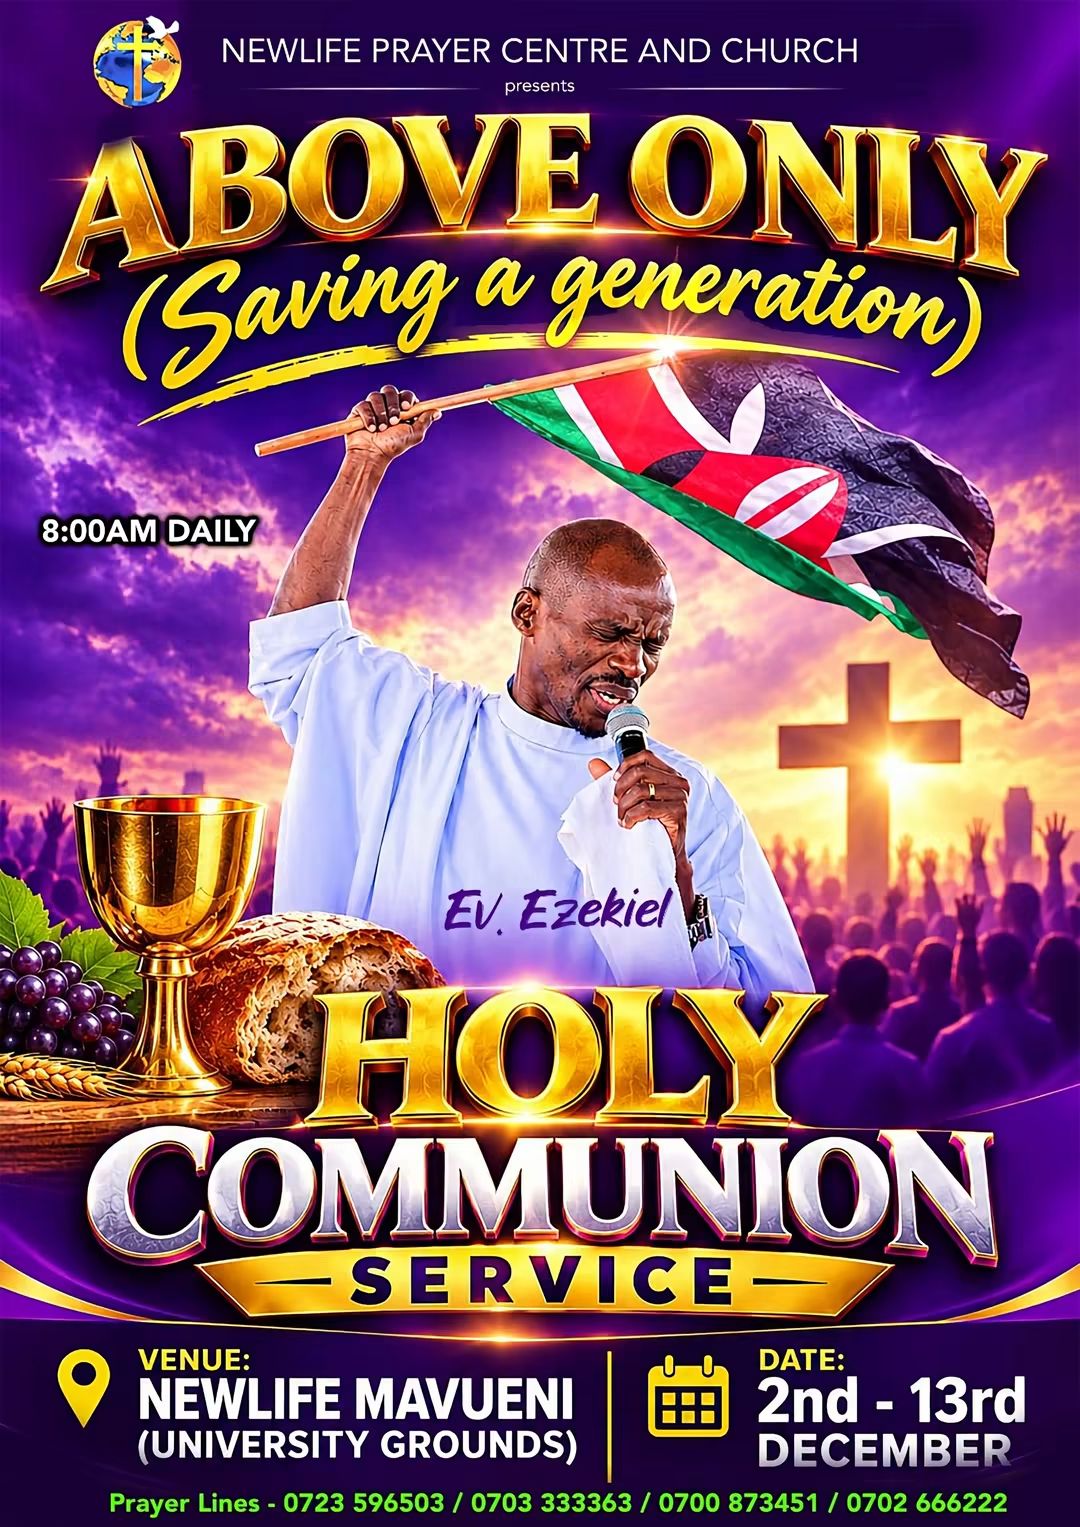 NEWLIFE PRAYER CENTRE AND CHURCH
presents
ABOVE ONLY
(Saving a generation)
8:00AM DAILY
Ev. Ezekiel
HOLY
COMMUNION
SERVICE
VENUE:
NEWLIFE MAVUENI
(UNIVERSITY GROUNDS)
DATE:
2nd - 13rd
DECEMBER
Prayer Lines - 0723 596503 / 0703 333363 / 0700 873451 / 0702 666222